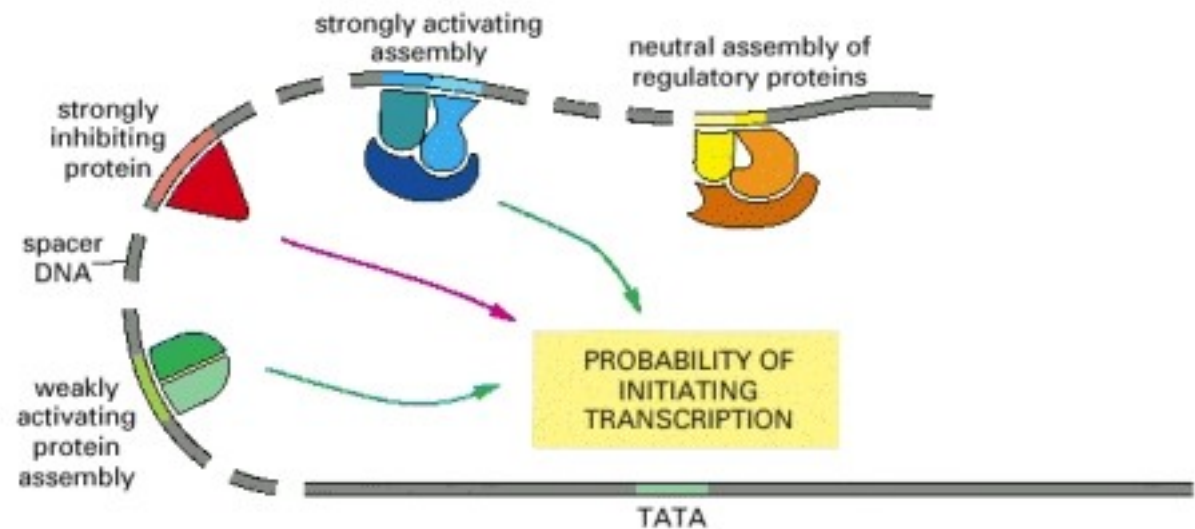 strongly activating
assembly
neutral assembly of
regulatory proteins
strongly
inhibiting
protein
spacer
DNA
weakly
activating
protein
assembly
PROBABILITY OF
INITIATING
TRANSCRIPTION
TATA